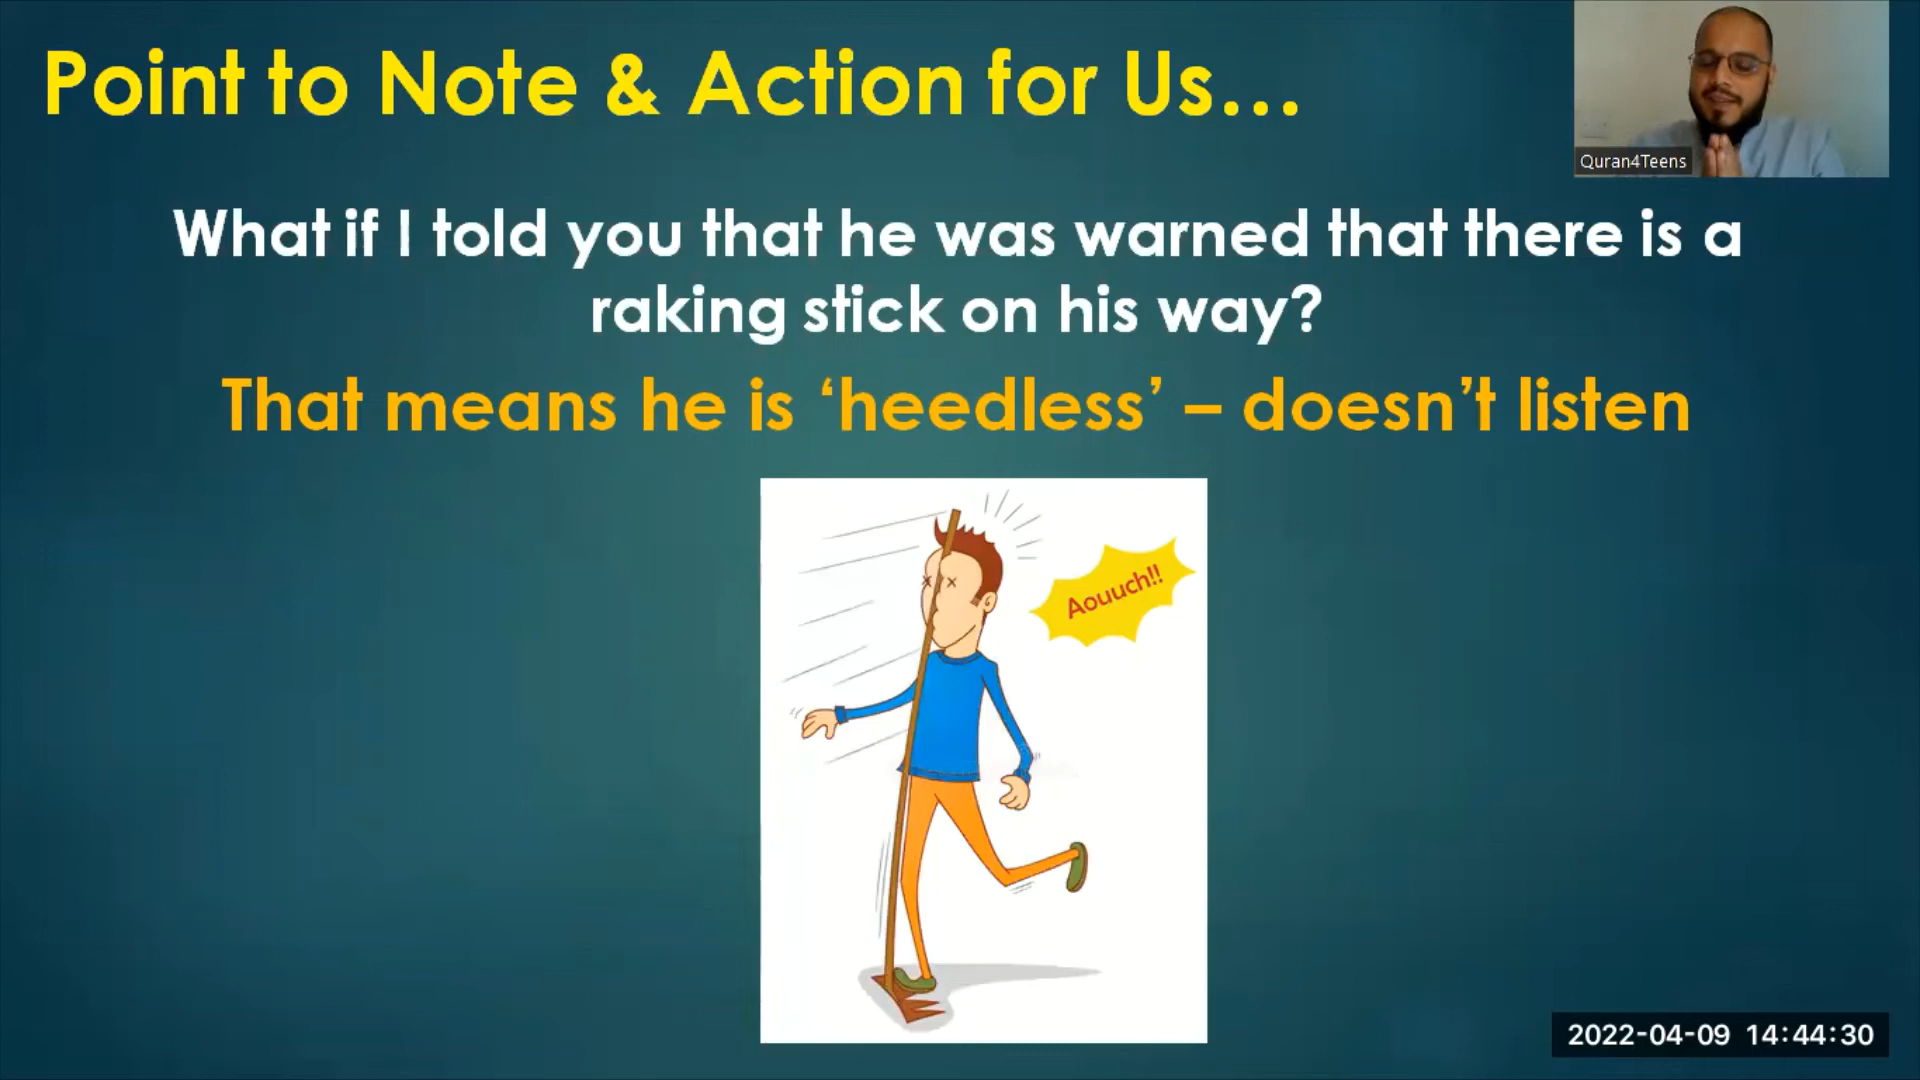 Point to Note & Action for Us...
Quran4Teens
What if I told you that he was warned that there is a
raking stick on his way?
That means he is ‘heedless’ – doesn’t listen
Aouuch!!
2022-04-09 14:44:30